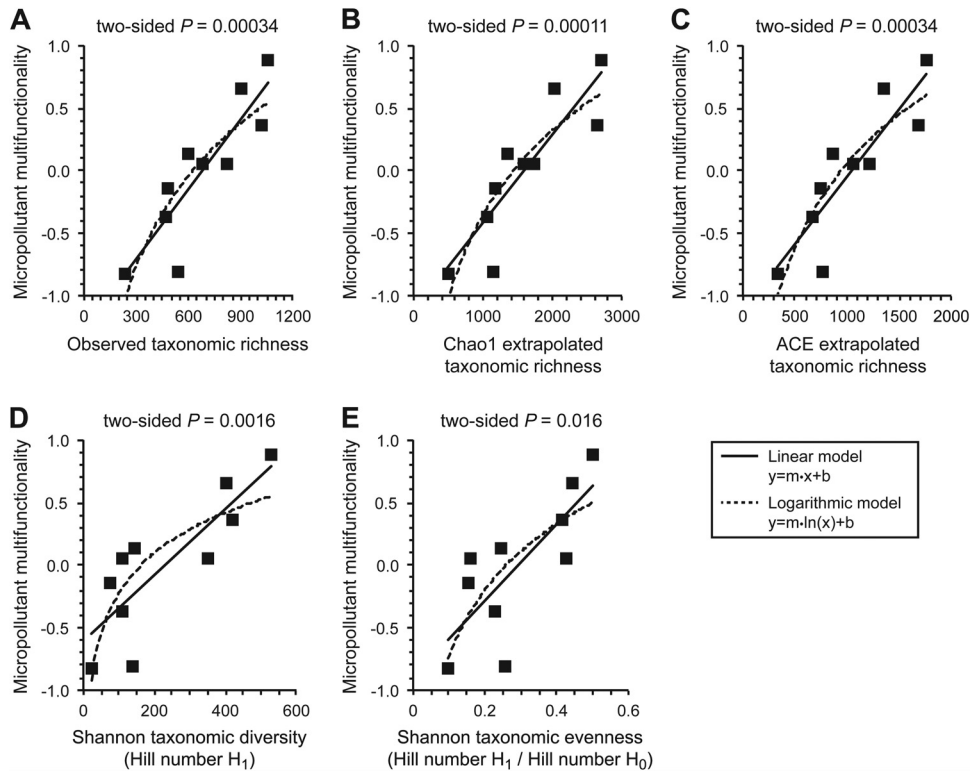 A
two-sided P = 0.00034
Micropollutant multifunctionality
1.0
0.5
0.0
-0.5
-1.0
300 600 900 1200
Observed taxonomic richness
B
two-sided P = 0.00011
Micropollutant multifunctionality
1.0
0.5
0.0
-0.5
-1.0
0 1000 2000 3000
Chao1 extrapolated
taxonomic richness
C
two-sided P = 0.00034
Micropollutant multifunctionality
1.0
0.5
0.0
-0.5
-1.0
0 500 1000 1500 2000
ACE extrapolated
taxonomic richness
D
two-sided P = 0.0016
Micropollutant multifunctionality
1.0
0.5
0.0
-0.5
-1.0
0 200 400 600
Shannon taxonomic diversity
(Hill number H₁)
E
two-sided P = 0.016
Micropollutant multifunctionality
1.0
0.5
0.0
-0.5
-1.0
0 0.2 0.4 0.6
Shannon taxonomic evenness
(Hill number H₁ / Hill number H₀)
Linear model
y=m•x+b
Logarithmic model
y=m•ln(x)+b